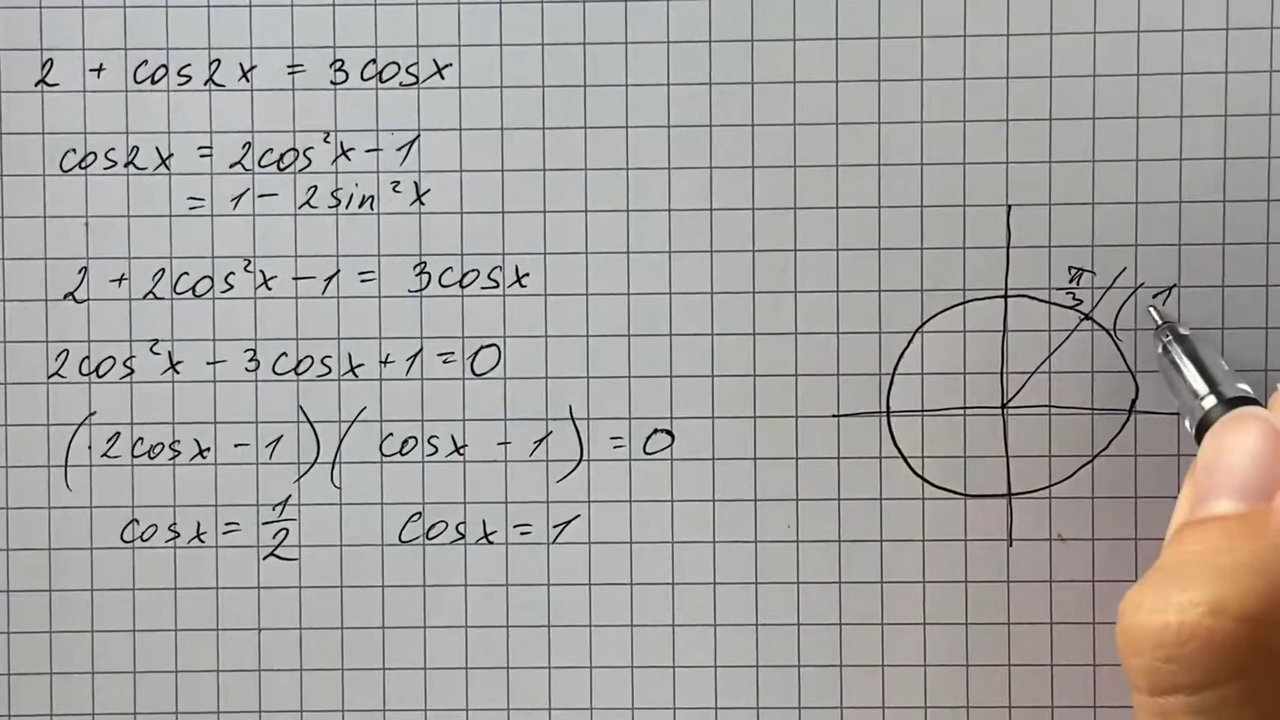 2 + cos2x = 3cosx
cos2x = 2cos²x - 1
= 1 - 2sin²x
2 + 2cos²x - 1 = 3cosx
2cos²x - 3cosx + 1 = 0
(2cosx - 1)(cosx - 1) = 0
cosx = 1/2 cosx = 1
π/3 (1